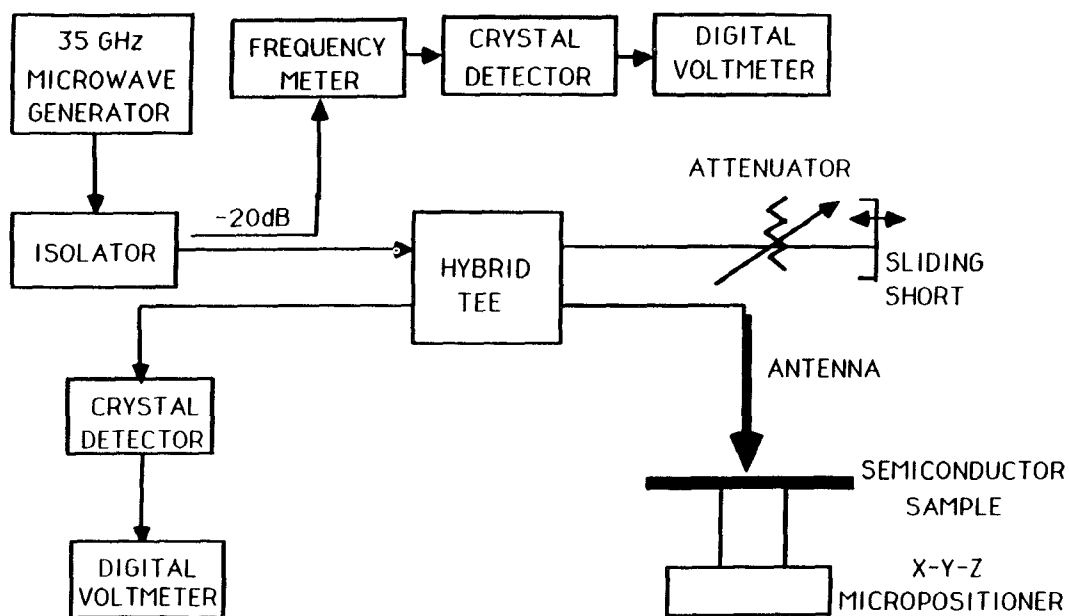 35 GHz
MICROWAVE
GENERATOR
FREQUENCY
METER
CRYSTAL
DETECTOR
DIGITAL
VOLTMETER
ATTENUATOR
-20dB
ISOLATOR
HYBRID
TEE
SLIDING
SHORT
ANTENNA
CRYSTAL
DETECTOR
SEMICONDUCTOR
SAMPLE
DIGITAL
VOLTMETER
X-Y-Z
MICROPOSITIONER